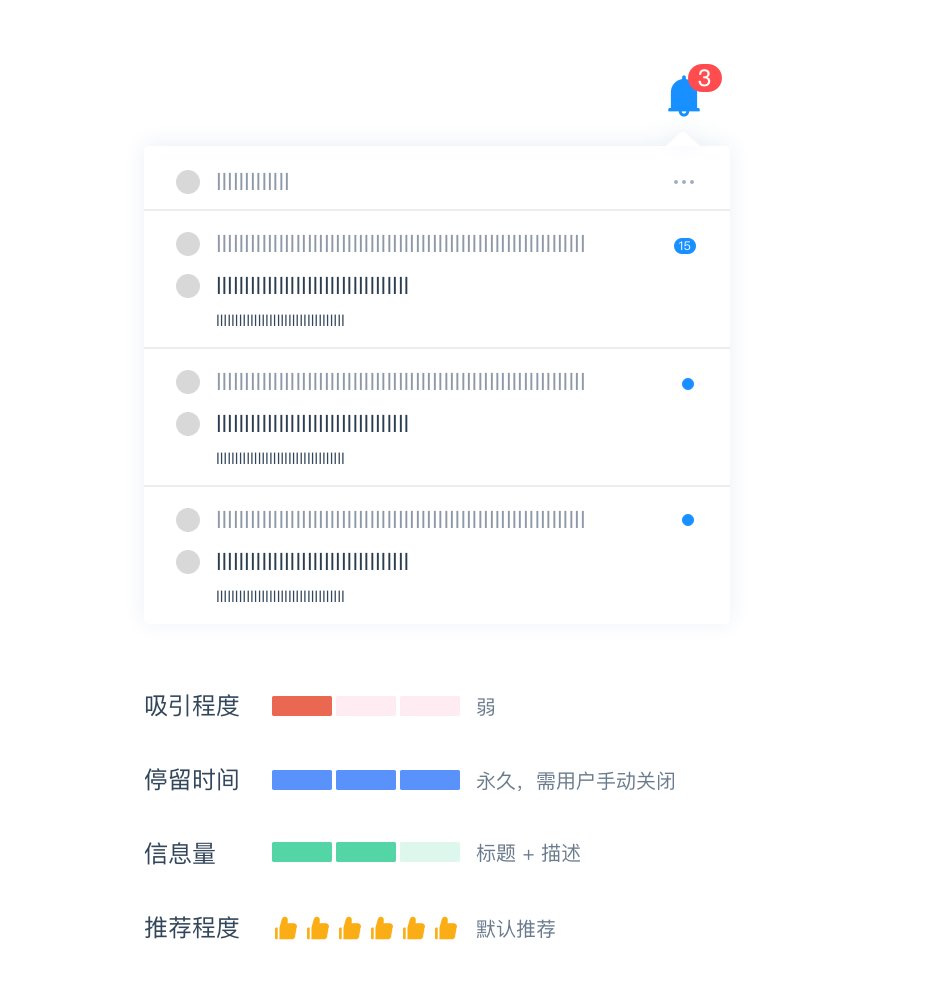 3
15
吸引程度 弱
停留时间 永久，需用户手动关闭
信息量 标题 + 描述
推荐程度 默认推荐